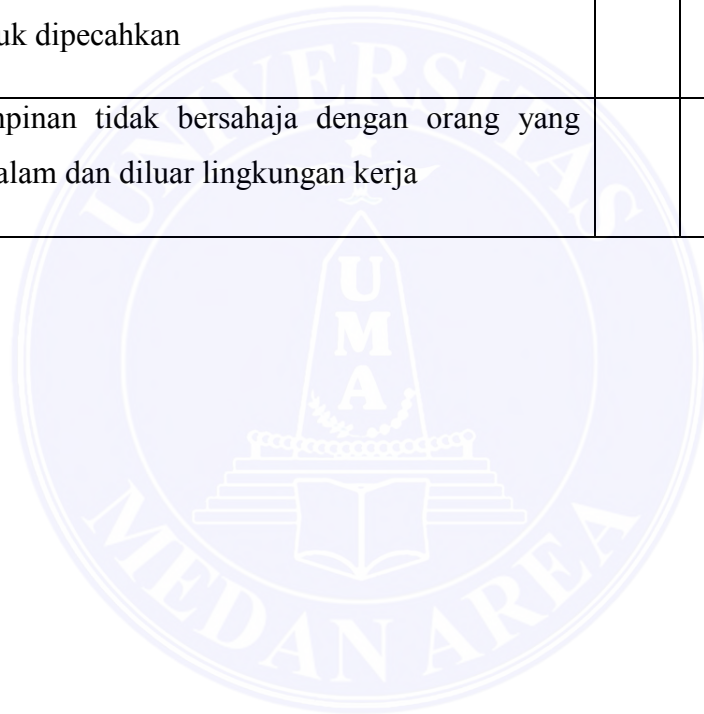 uk dipecahkan
npinan tidak bersahaja dengan orang yang
alam dan diluar lingkungan kerja
UNIVERSITAS
UMA
MEDAN AREA